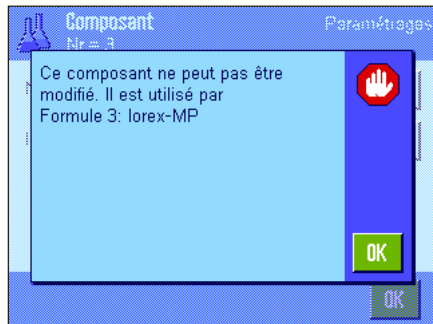 Composant
Paramétrages
Nr = 3
Ce composant ne peut pas être
modifié. Il est utilisé par
Formule 3: lorex-MP
OK
OK